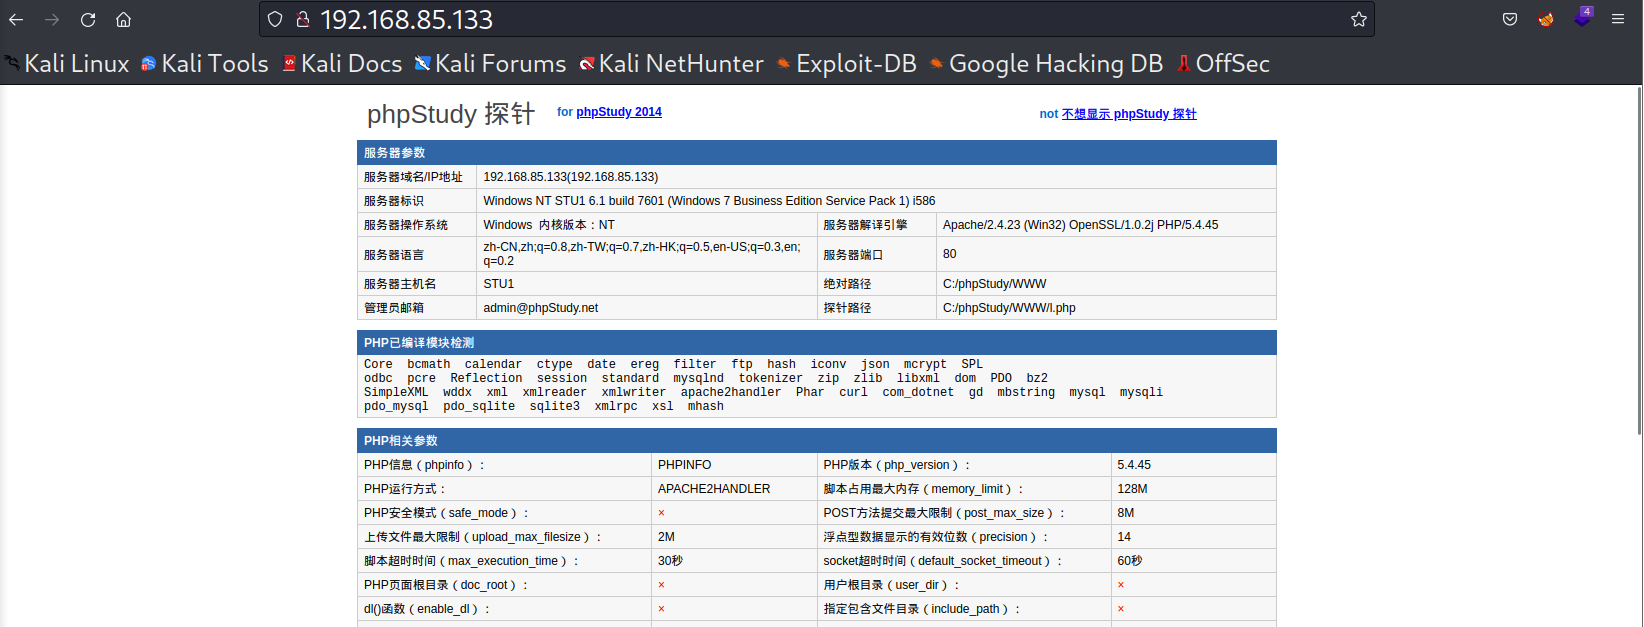 192.168.85.133
4
Kali Linux Kali Tools Kali Docs Kali Forums Kali NetHunter Exploit-DB Google Hacking DB OffSec
phpStudy 探针 for phpStudy 2014 not 不想显示 phpStudy 探针
服务器参数
服务器域名/IP地址 192.168.85.133(192.168.85.133)
服务器标识 Windows NT STU1 6.1 build 7601 (Windows 7 Business Edition Service Pack 1) i586
服务器操作系统 Windows 内核版本：NT 服务器解译引擎 Apache/2.4.23 (Win32) OpenSSL/1.0.2j PHP/5.4.45
服务器语言 zh-CN,zh;q=0.8,zh-TW;q=0.7,zh-HK;q=0.5,en-US;q=0.3,en;
q=0.2 服务器端口 80
服务器主机名 STU1 绝对路径 C:/phpStudy/WWW
管理员邮箱 admin@phpStudy.net 探针路径 C:/phpStudy/WWW/l.php
PHP已编译模块检测
Core bcmath calendar ctype date ereg filter ftp hash iconv json mcrypt SPL
odbc pcre Reflection session standard mysqlnd tokenizer zip zlib libxml dom PDO bz2
SimpleXML wddx xml xmlreader xmlwriter apache2handler Phar curl com_dotnet gd mbstring mysql mysqli
pdo_mysql pdo_sqlite sqlite3 xmlrpc xsl mhash
PHP相关参数
PHP信息（phpinfo）： PHPINFO PHP版本（php_version）： 5.4.45
PHP运行方式： APACHE2HANDLER 脚本占用最大内存（memory_limit）： 128M
PHP安全模式（safe_mode）： × POST方法提交最大限制（post_max_size）： 8M
上传文件最大限制（upload_max_filesize）： 2M 浮点型数据显示的有效位数（precision）： 14
脚本超时时间（max_execution_time）： 30秒 socket超时时间（default_socket_timeout）： 60秒
PHP页面根目录（doc_root）： × 用户根目录（user_dir）： ×
dl()函数（enable_dl）： × 指定包含文件目录（include_path）： ×